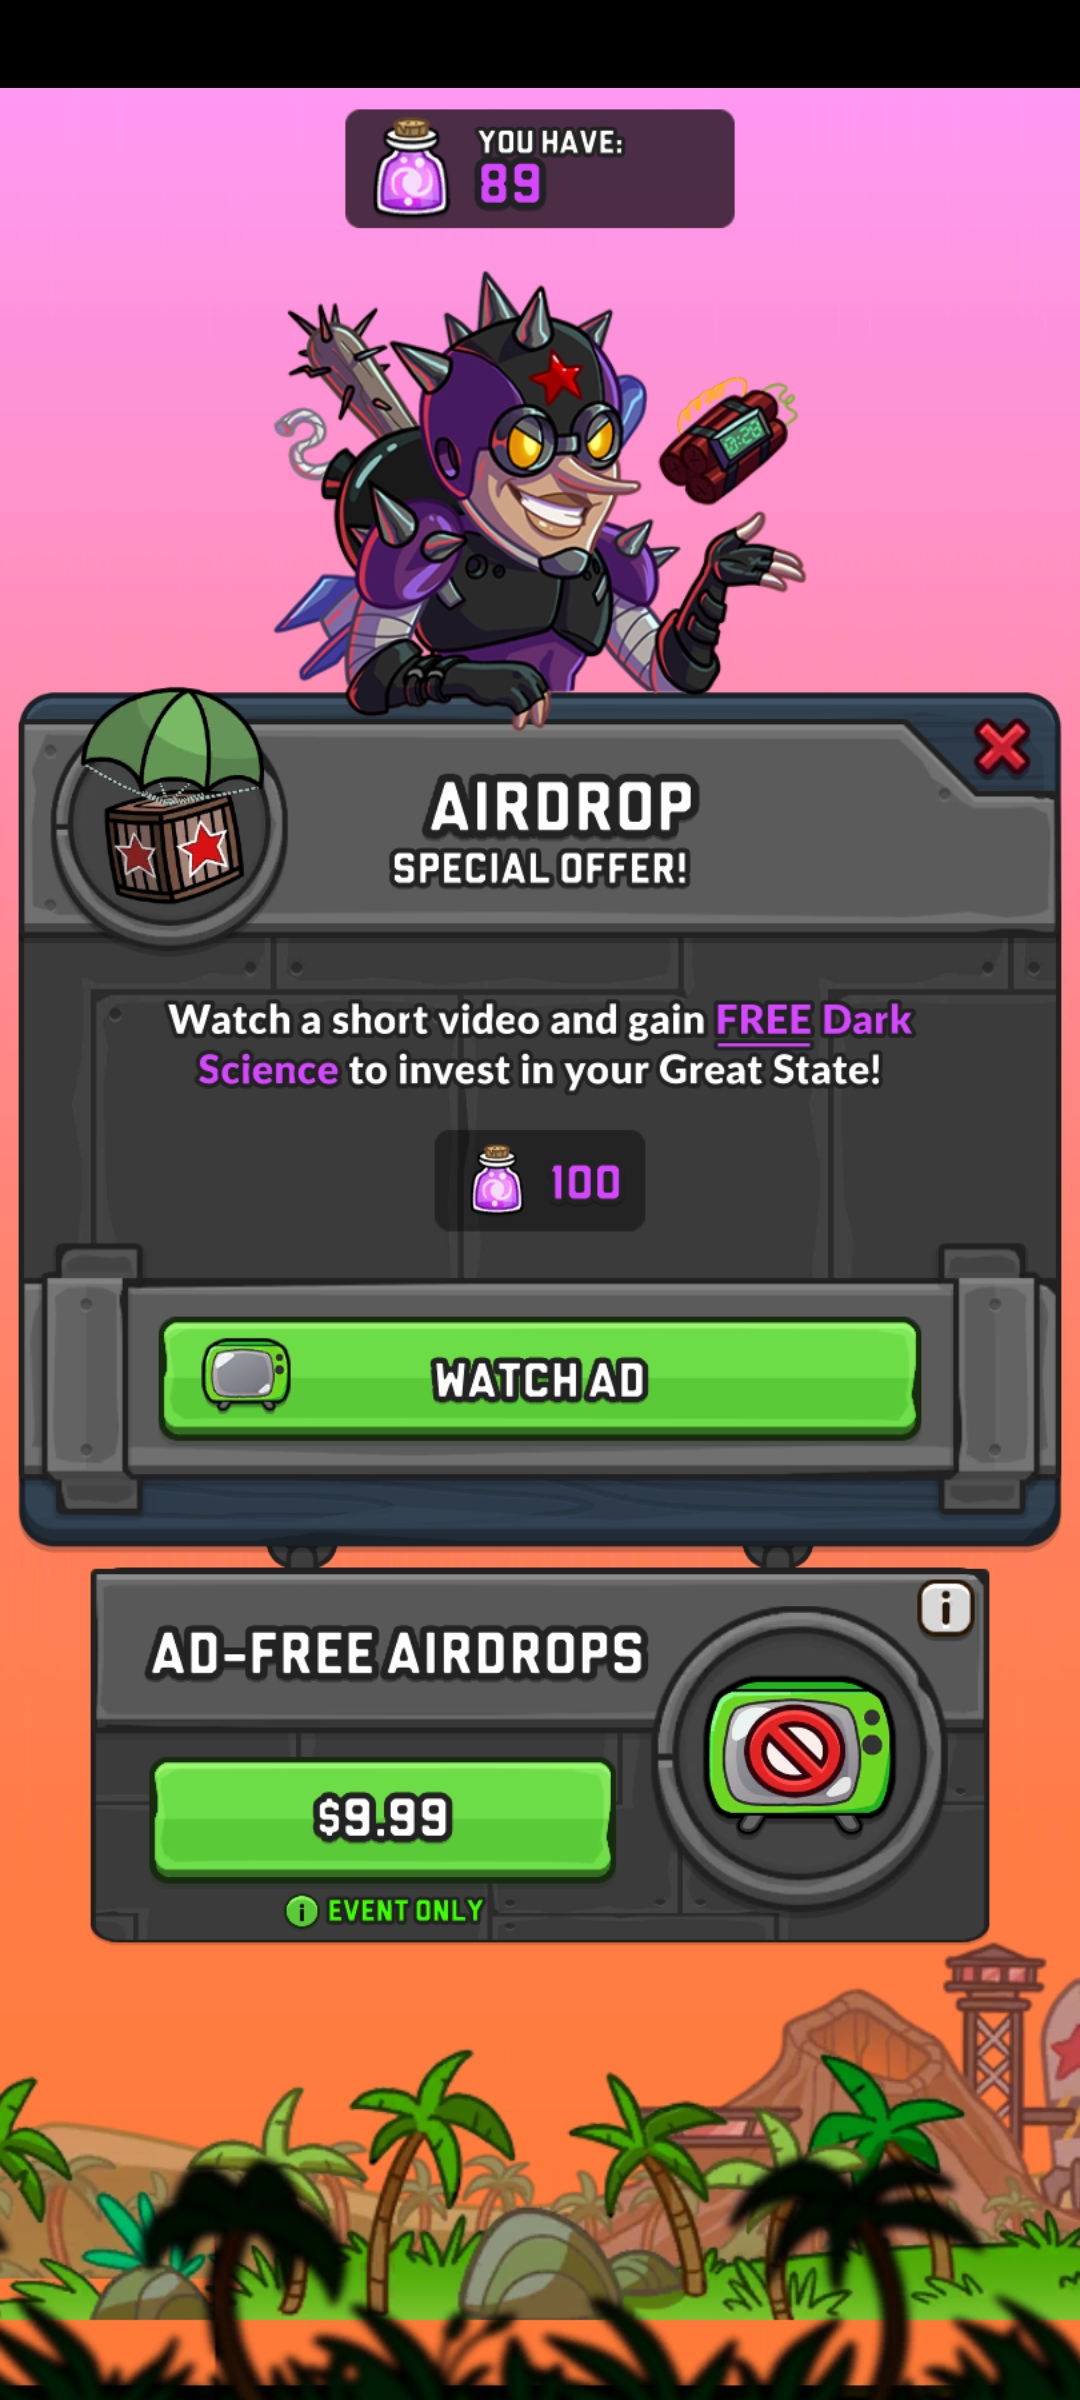 YOU HAVE:
89
0:28
AIRDROP
SPECIAL OFFER!
Watch a short video and gain FREE Dark
Science to invest in your Great State!
100
WATCH AD
i
AD-FREE AIRDROPS
$9.99
i EVENT ONLY